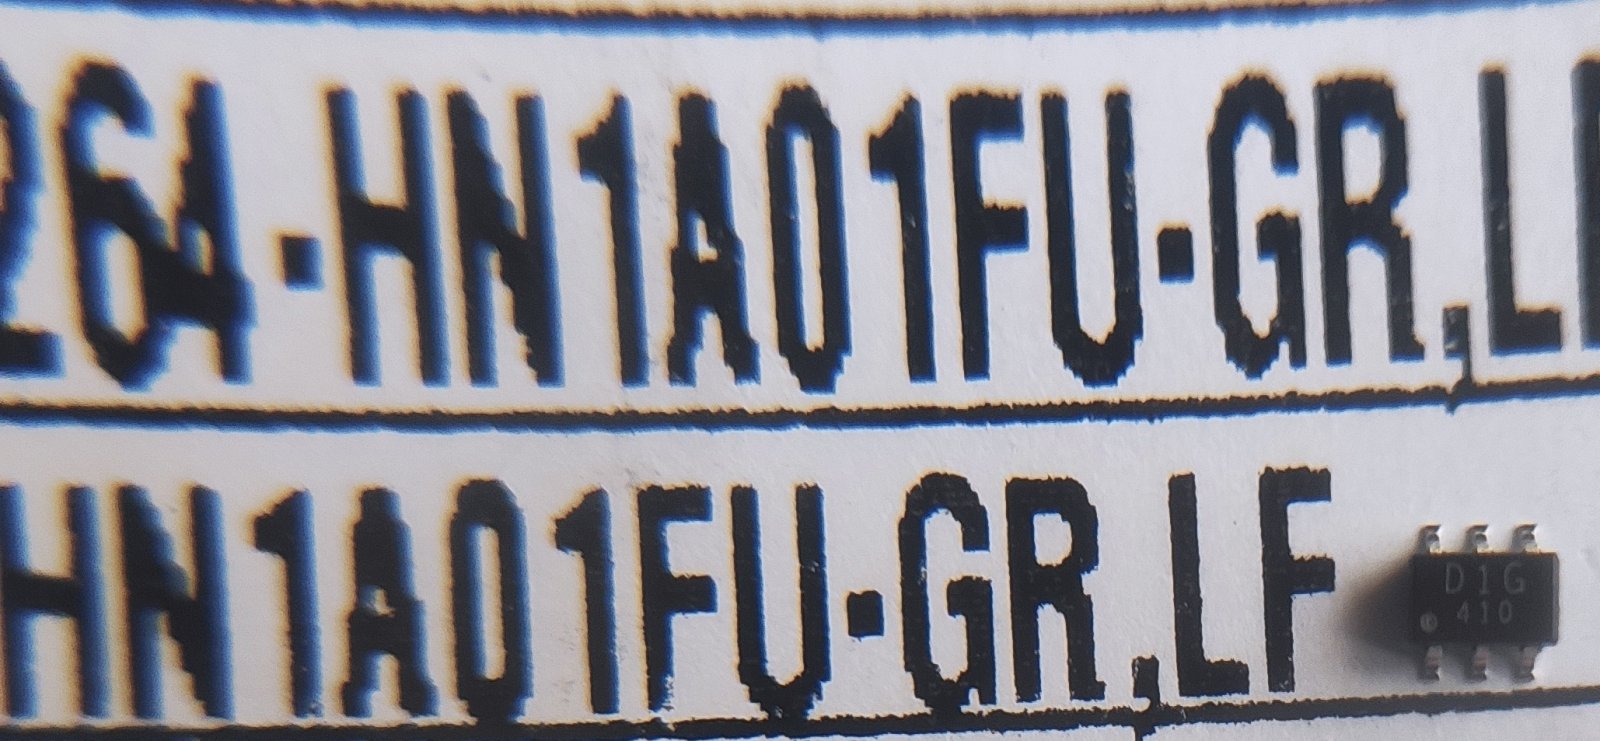 264-HN1A01FU-GR,L
HN1A01FU-GR,LF
D1G
410